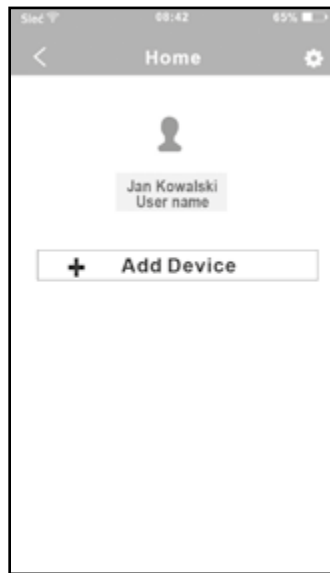 Sieć 08:42 65%
Home
Jan Kowalski
User name
+ Add Device